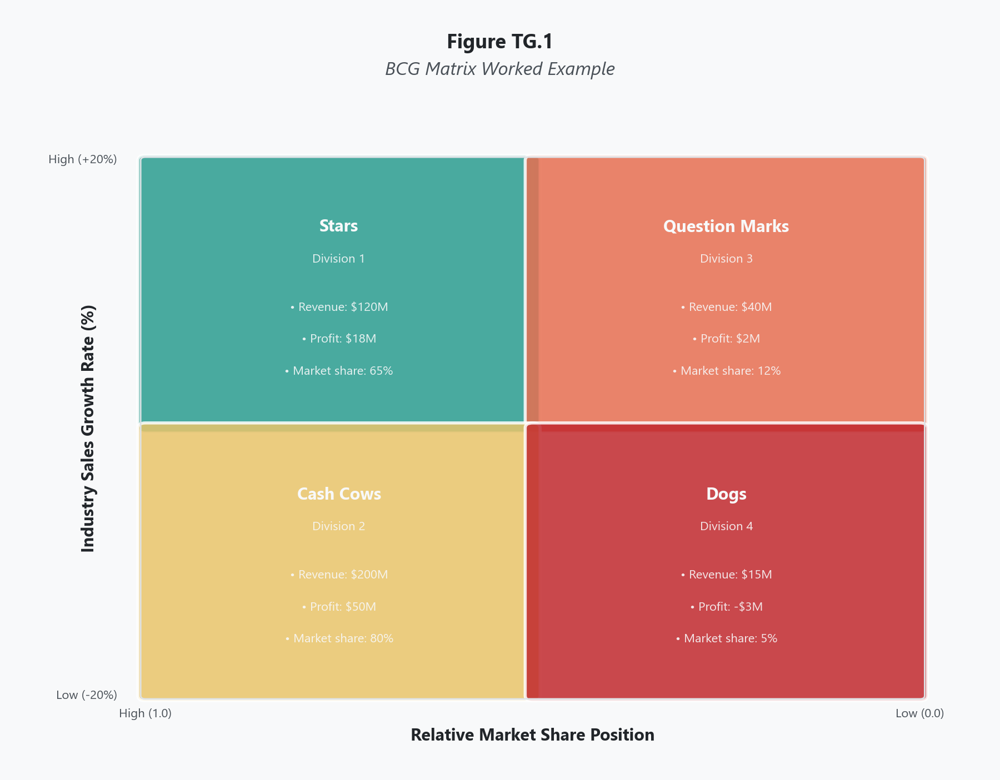 Figure TG.1
BCG Matrix Worked Example
High (+20%)
Industry Sales Growth Rate (%)
Stars
Division 1
• Revenue: $120M
• Profit: $18M
• Market share: 65%
Question Marks
Division 3
• Revenue: $40M
• Profit: $2M
• Market share: 12%
Cash Cows
Division 2
• Revenue: $200M
• Profit: $50M
• Market share: 80%
Dogs
Division 4
• Revenue: $15M
• Profit: -$3M
• Market share: 5%
Low (-20%)
High (1.0)
Low (0.0)
Relative Market Share Position